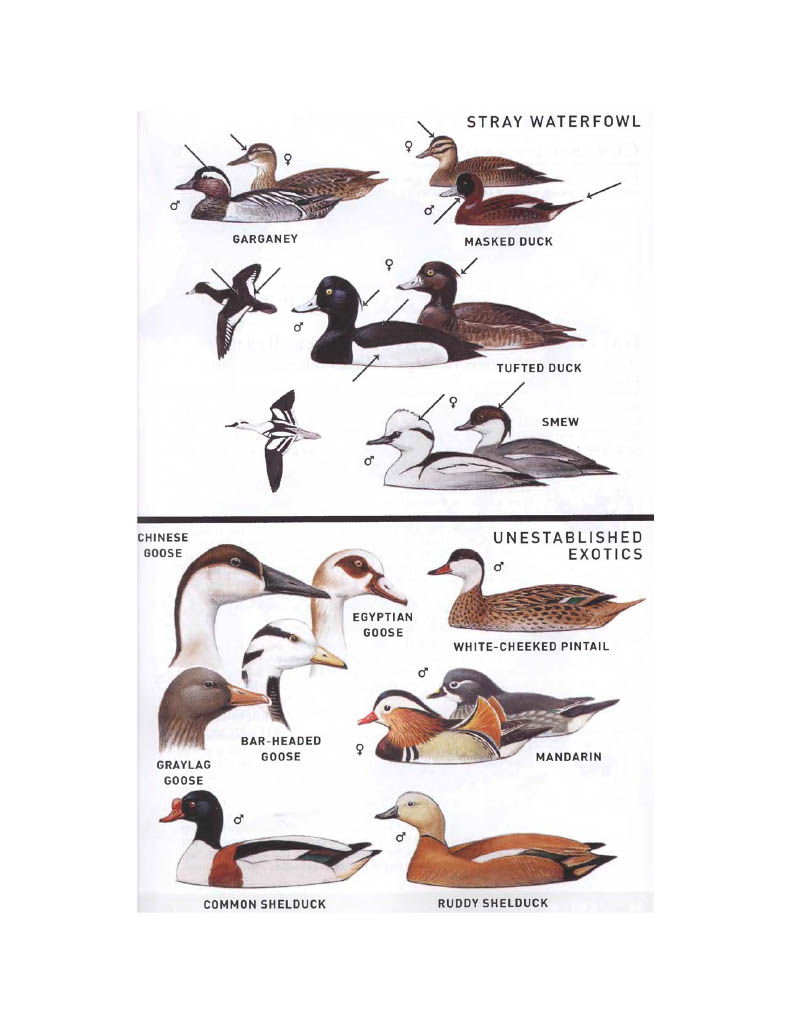 STRAY WATERFOWL
♀
♂
GARGANEY
♀
♂
MASKED DUCK
♀
♂
TUFTED DUCK
♀
♂
SMEW
UNESTABLISHED
EXOTICS
CHINESE
GOOSE
EGYPTIAN
GOOSE
♂
WHITE-CHEEKED PINTAIL
BAR-HEADED
GOOSE
GRAYLAG
GOOSE
♂
♀
MANDARIN
♂
COMMON SHELDUCK
♂
RUDDY SHELDUCK